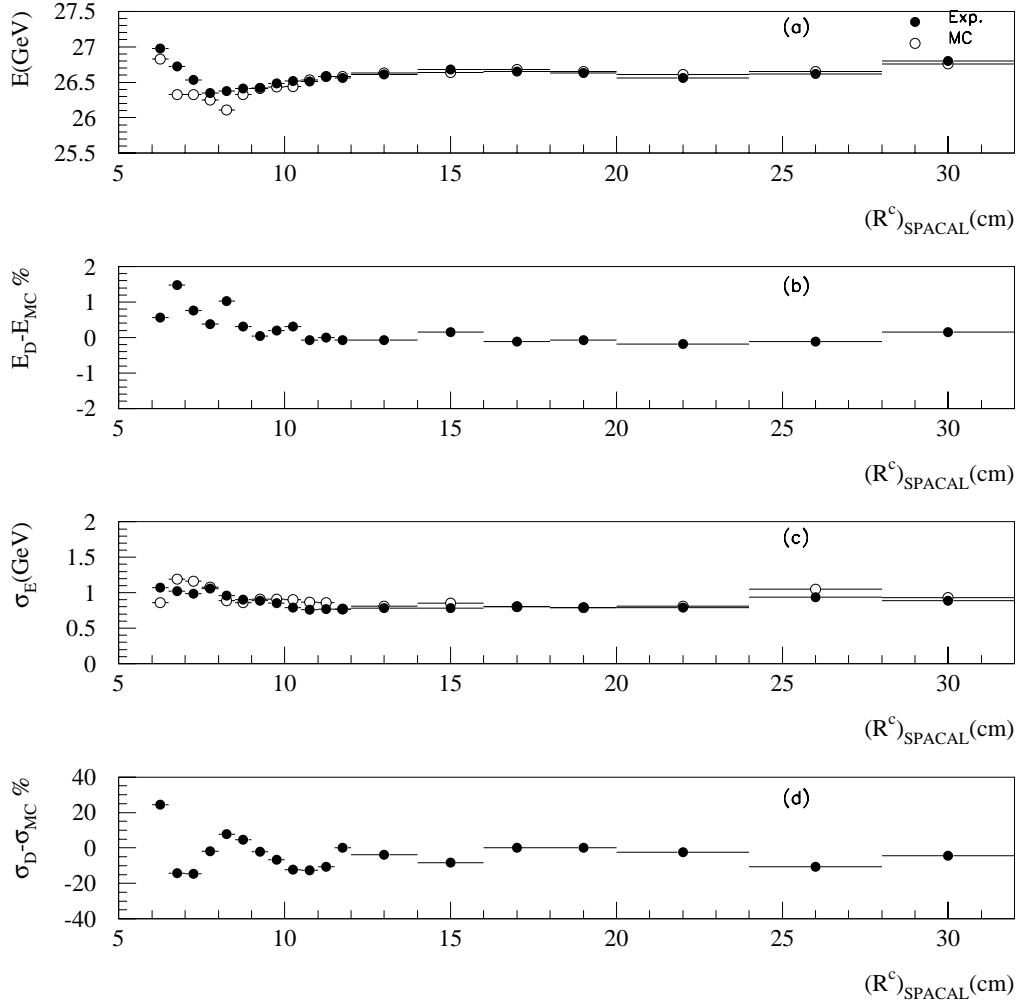 E(GeV)
27.5
27
26.5
26
25.5
(a)
Exp.
MC
5 10 15 20 25 30
(R^c)_SPACAL(cm)
E_D-E_MC %
2
1
0
-1
-2
(b)
5 10 15 20 25 30
(R^c)_SPACAL(cm)
σ_E(GeV)
2
1.5
1
0.5
0
(c)
5 10 15 20 25 30
(R^c)_SPACAL(cm)
σ_D-σ_MC %
40
20
0
-20
-40
(d)
5 10 15 20 25 30
(R^c)_SPACAL(cm)